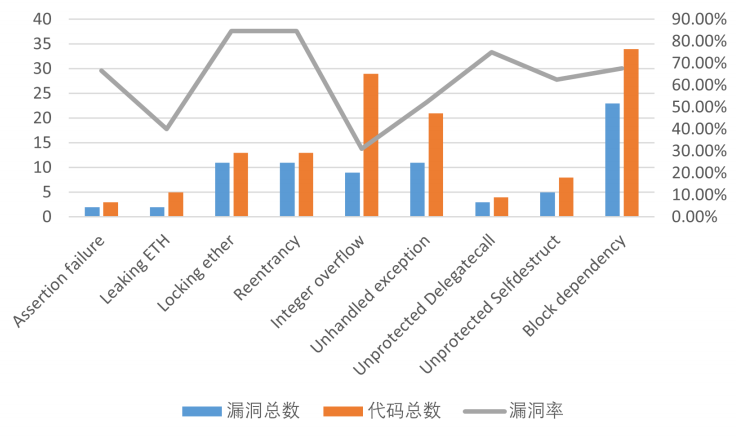 40
35
30
25
20
15
10
5
0
90.00%
80.00%
70.00%
60.00%
50.00%
40.00%
30.00%
20.00%
10.00%
0.00%
Assertion failure
Leaking ETH
Locking ether
Reentrancy
Integer overflow
Unhandled exception
Unprotected Delegatecall
Unprotected Selfdestruct
Block dependency
漏洞总数 代码总数 漏洞率